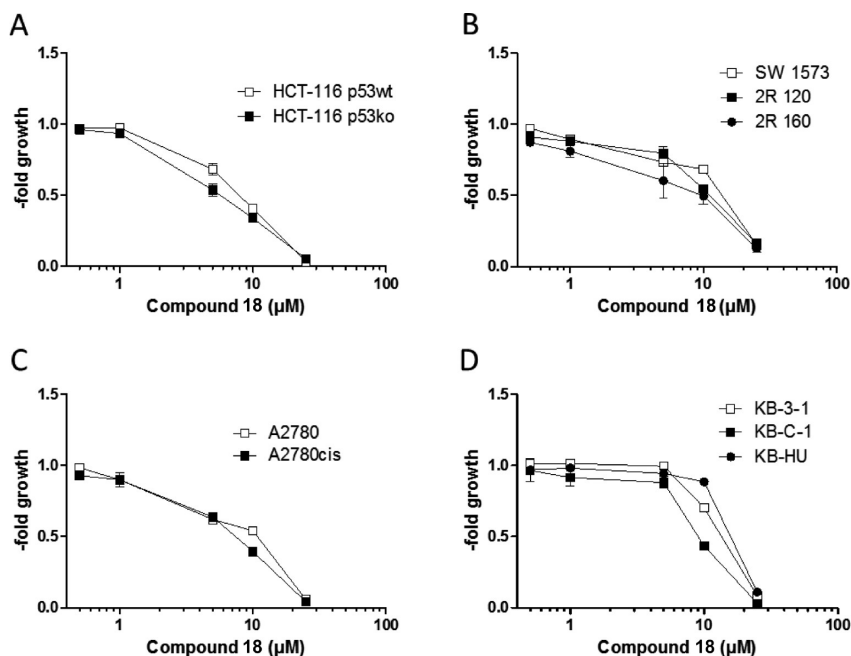 A
1.5
1.0
0.5
0.0
-fold growth
HCT-116 p53wt
HCT-116 p53ko
1
10
100
Compound 18 (µM)
B
1.5
1.0
0.5
0.0
-fold growth
SW 1573
2R 120
2R 160
1
10
100
Compound 18 (µM)
C
1.5
1.0
0.5
0.0
-fold growth
A2780
A2780cis
1
10
100
Compound 18 (µM)
D
1.5
1.0
0.5
0.0
-fold growth
KB-3-1
KB-C-1
KB-HU
1
10
100
Compound 18 (µM)